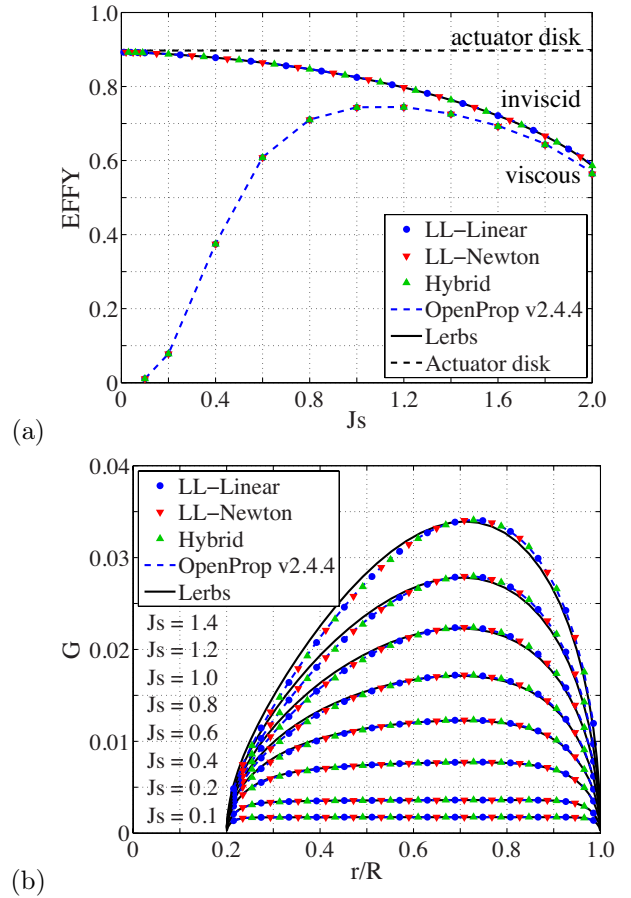 1
actuator disk
0.8
inviscid
0.6
viscous
EFFY
0.4
LL−Linear
LL−Newton
Hybrid
OpenProp v2.4.4
Lerbs
Actuator disk
0.2
0
0
0.4
0.8
1.2
1.6
2.0
Js
(a)
0.04
LL−Linear
LL−Newton
Hybrid
OpenProp v2.4.4
Lerbs
0.03
Js = 1.4
Js = 1.2
G
0.02
Js = 1.0
Js = 0.8
Js = 0.6
0.01
Js = 0.4
Js = 0.2
Js = 0.1
0
0
0.2
0.4
0.6
0.8
1.0
r/R
(b)